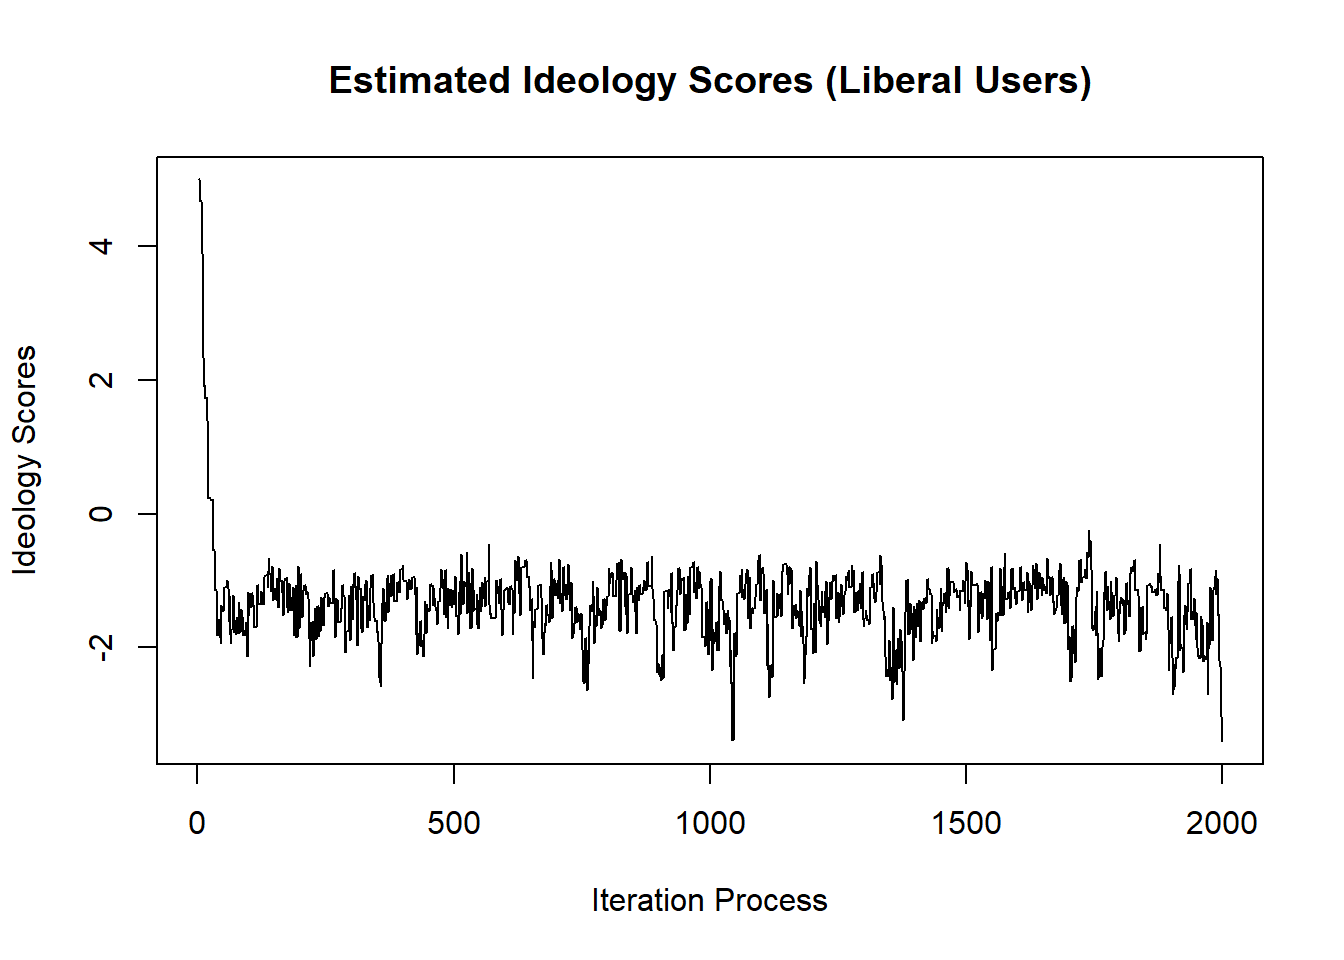 Estimated Ideology Scores (Liberal Users)
Ideology Scores
4
2
0
-2
0 500 1000 1500 2000
Iteration Process